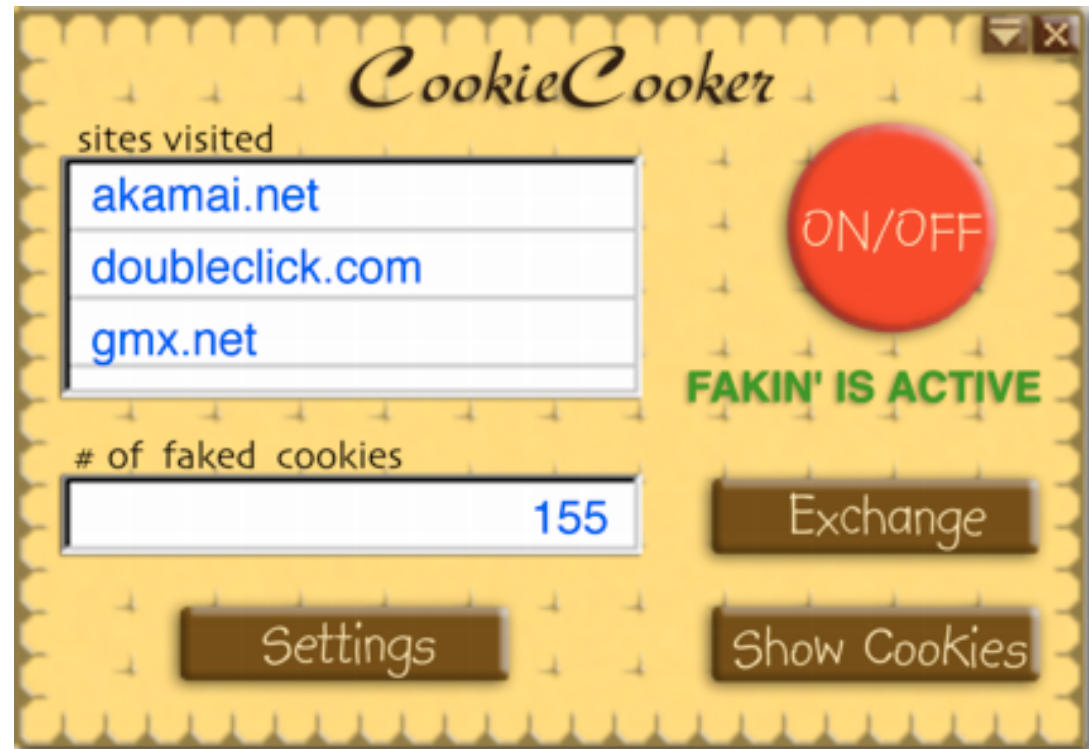 CookieCooker
sites visited
akamai.net
doubleclick.com
gmx.net
ON/OFF
FAKIN' IS ACTIVE
# of faked cookies
155
Exchange
Settings
Show Cookies